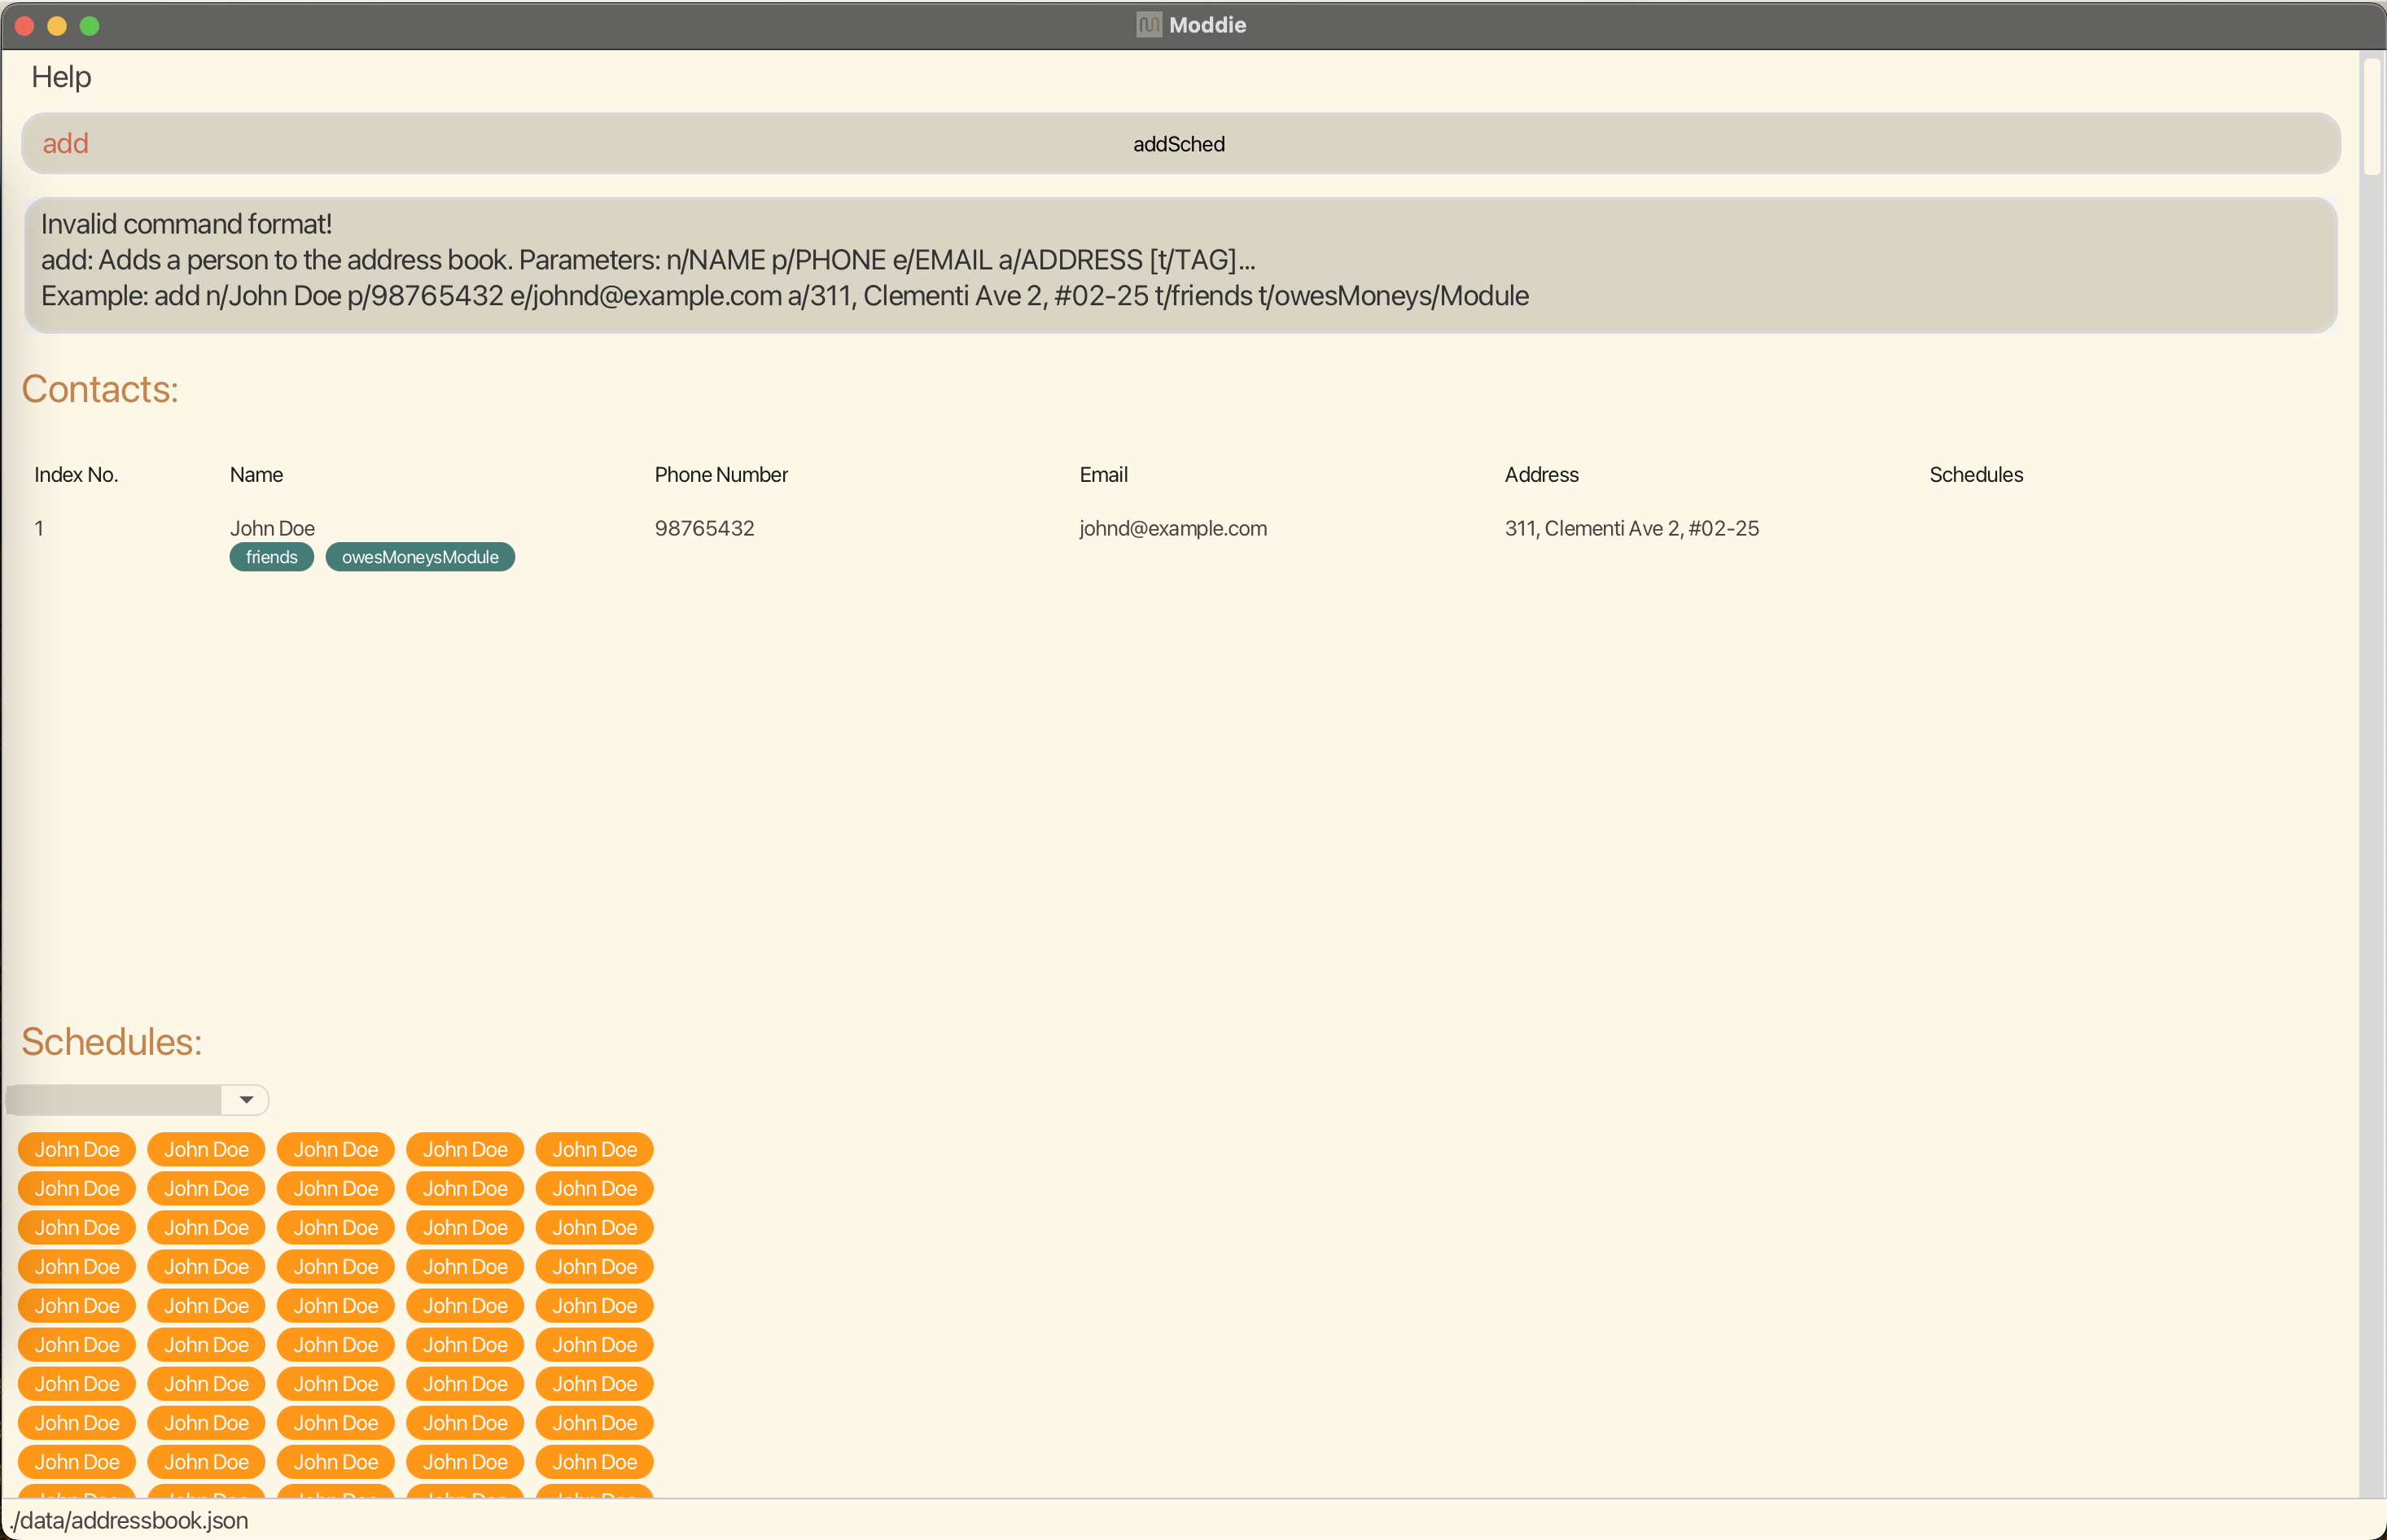 Moddie
Help
add addSched
Invalid command format!
add: Adds a person to the address book. Parameters: n/NAME p/PHONE e/EMAIL a/ADDRESS [t/TAG]...
Example: add n/John Doe p/98765432 e/johnd@example.com a/311, Clementi Ave 2, #02-25 t/friends t/owesMoneys/Module
Contacts:
Index No. Name Phone Number Email Address Schedules
1 John Doe 98765432 johnd@example.com 311, Clementi Ave 2, #02-25
friends owesMoneysModule
Schedules:
John Doe John Doe John Doe John Doe John Doe
John Doe John Doe John Doe John Doe John Doe
John Doe John Doe John Doe John Doe John Doe
John Doe John Doe John Doe John Doe John Doe
John Doe John Doe John Doe John Doe John Doe
John Doe John Doe John Doe John Doe John Doe
John Doe John Doe John Doe John Doe John Doe
John Doe John Doe John Doe John Doe John Doe
John Doe John Doe John Doe John Doe John Doe
./data/addressbook.json